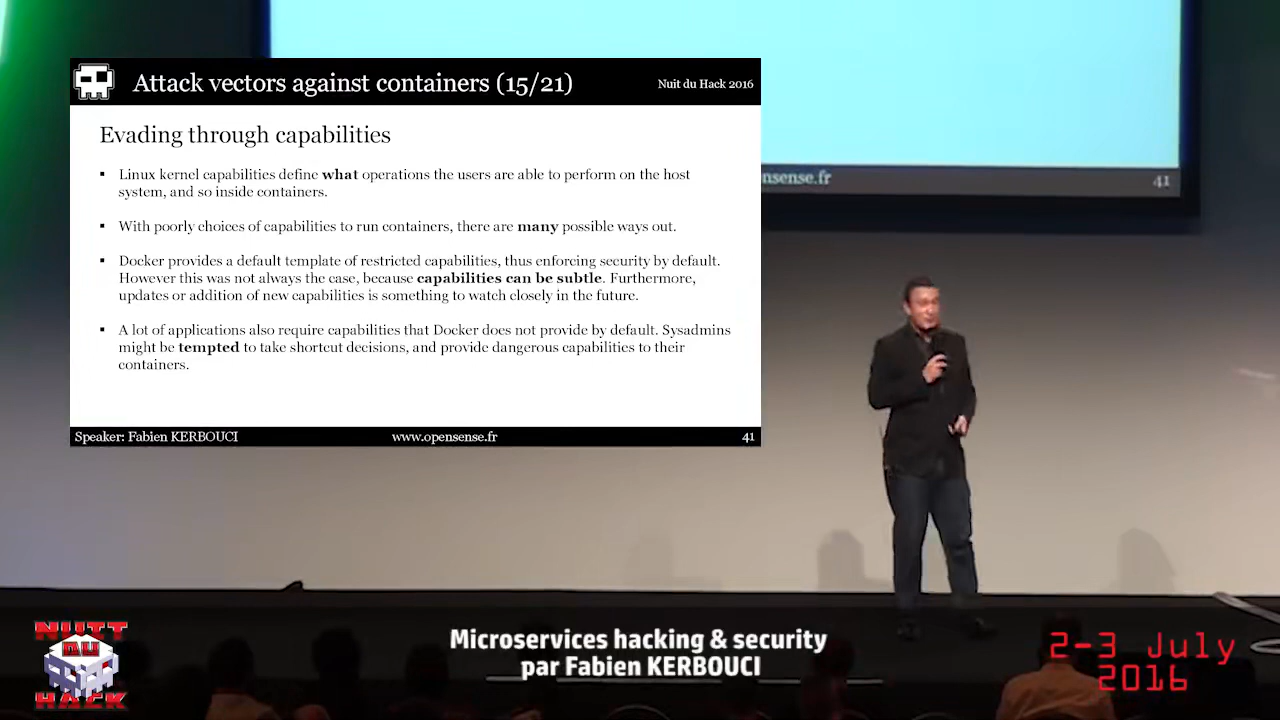 Attack vectors against containers (15/21)
Nuit du Hack 2016
Evading through capabilities
▪ Linux kernel capabilities define what operations the users are able to perform on the host
system, and so inside containers.
▪ With poorly choices of capabilities to run containers, there are many possible ways out.
▪ Docker provides a default template of restricted capabilities, thus enforcing security by default.
However this was not always the case, because capabilities can be subtle. Furthermore,
updates or addition of new capabilities is something to watch closely in the future.
▪ A lot of applications also require capabilities that Docker does not provide by default. Sysadmins
might be tempted to take shortcut decisions, and provide dangerous capabilities to their
containers.
Speaker: Fabien KERBOUCI
www.opensense.fr
41
nsense.fr
41
NUIT
DU
HACK
Microservices hacking & security
par Fabien KERBOUCI
2-3 July
2016